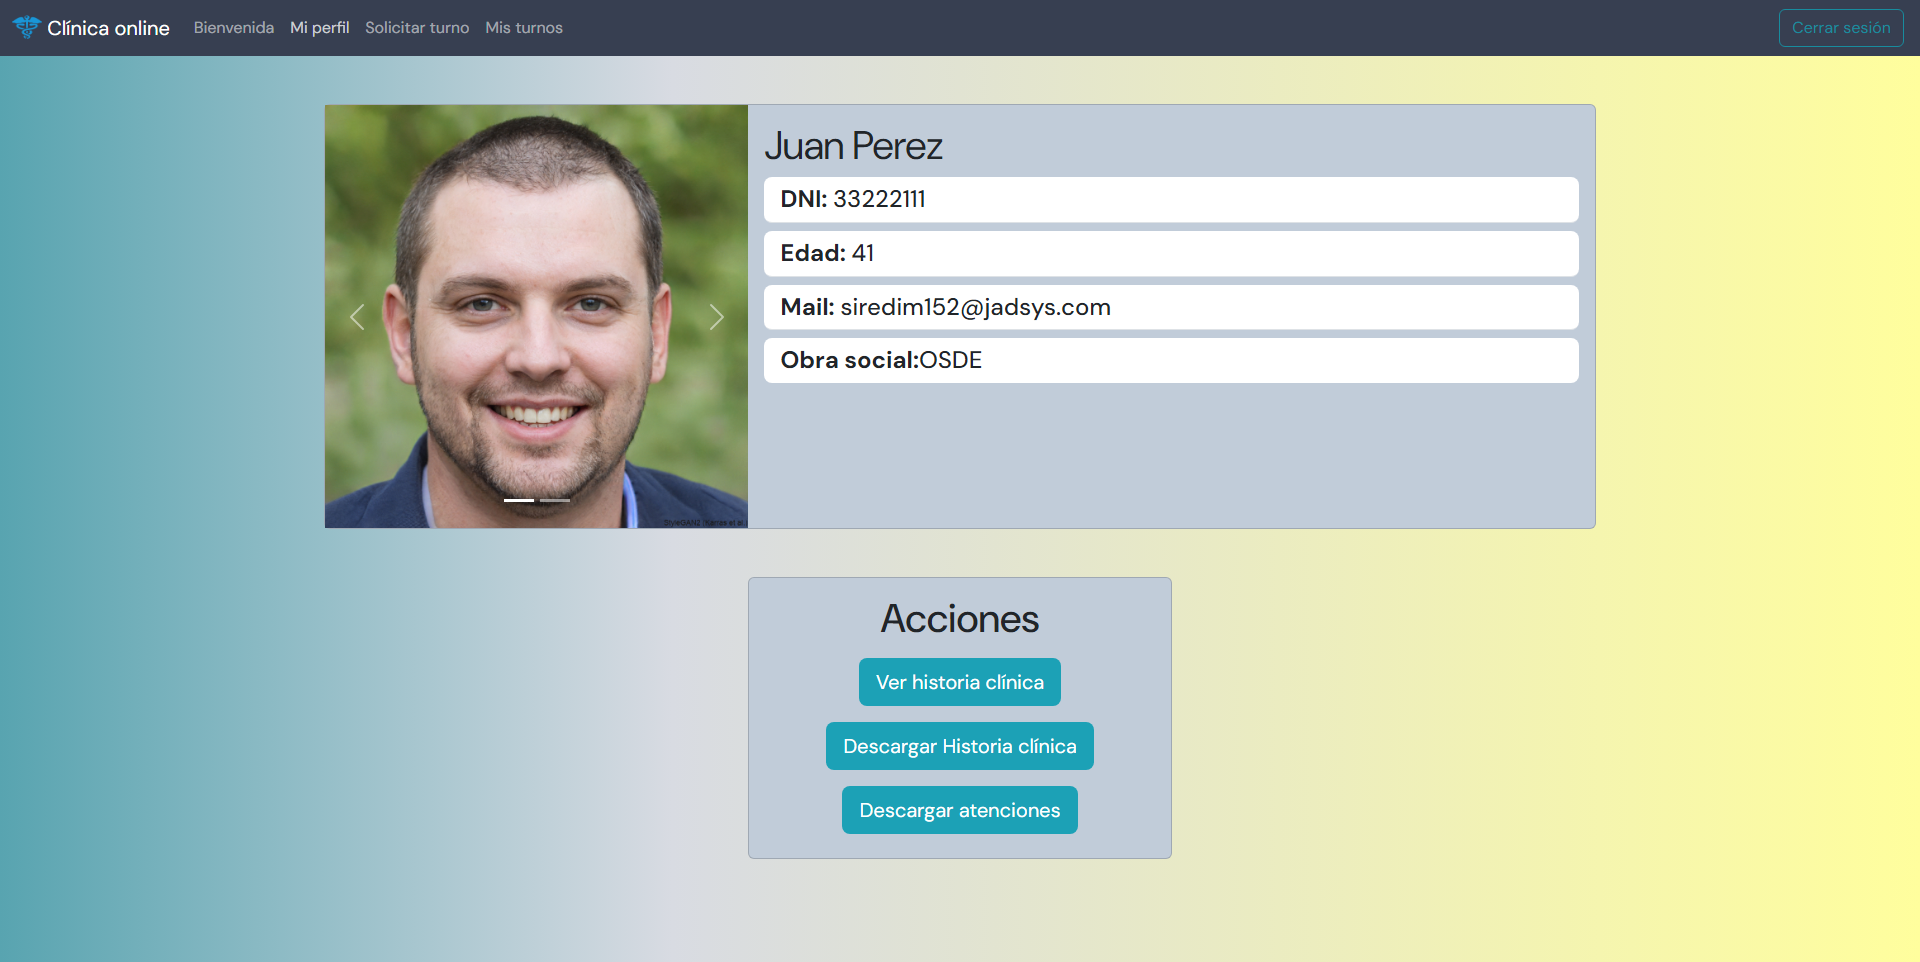 Clínica online
Bienvenida
Mi perfil
Solicitar turno
Mis turnos
Cerrar sesión
Juan Perez
DNI: 33222111
Edad: 41
Mail: siredim152@jadsys.com
Obra social:OSDE
Acciones
Ver historia clínica
Descargar Historia clínica
Descargar atenciones